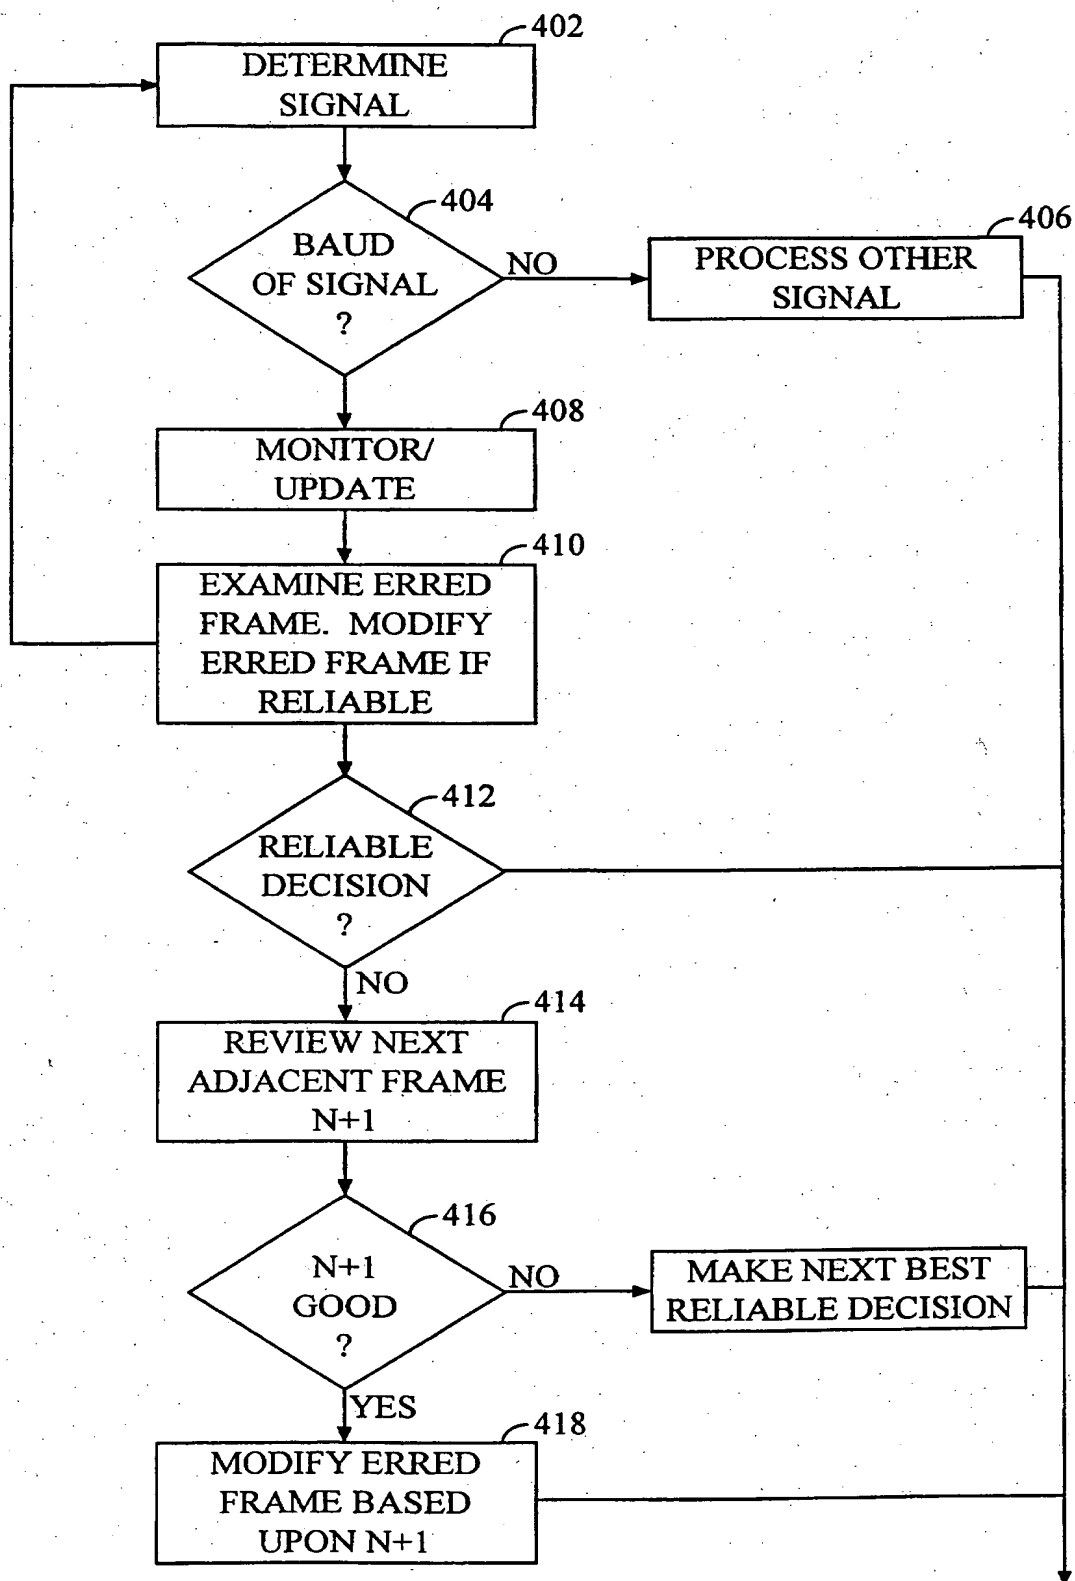 402
DETERMINE
SIGNAL
404
BAUD
OF SIGNAL
?
NO
406
PROCESS OTHER
SIGNAL
408
MONITOR/
UPDATE
410
EXAMINE ERRED
FRAME. MODIFY
ERRED FRAME IF
RELIABLE
412
RELIABLE
DECISION
?
NO
414
REVIEW NEXT
ADJACENT FRAME
N+1
416
N+1
GOOD
?
NO
MAKE NEXT BEST
RELIABLE DECISION
YES
418
MODIFY ERRED
FRAME BASED
UPON N+1